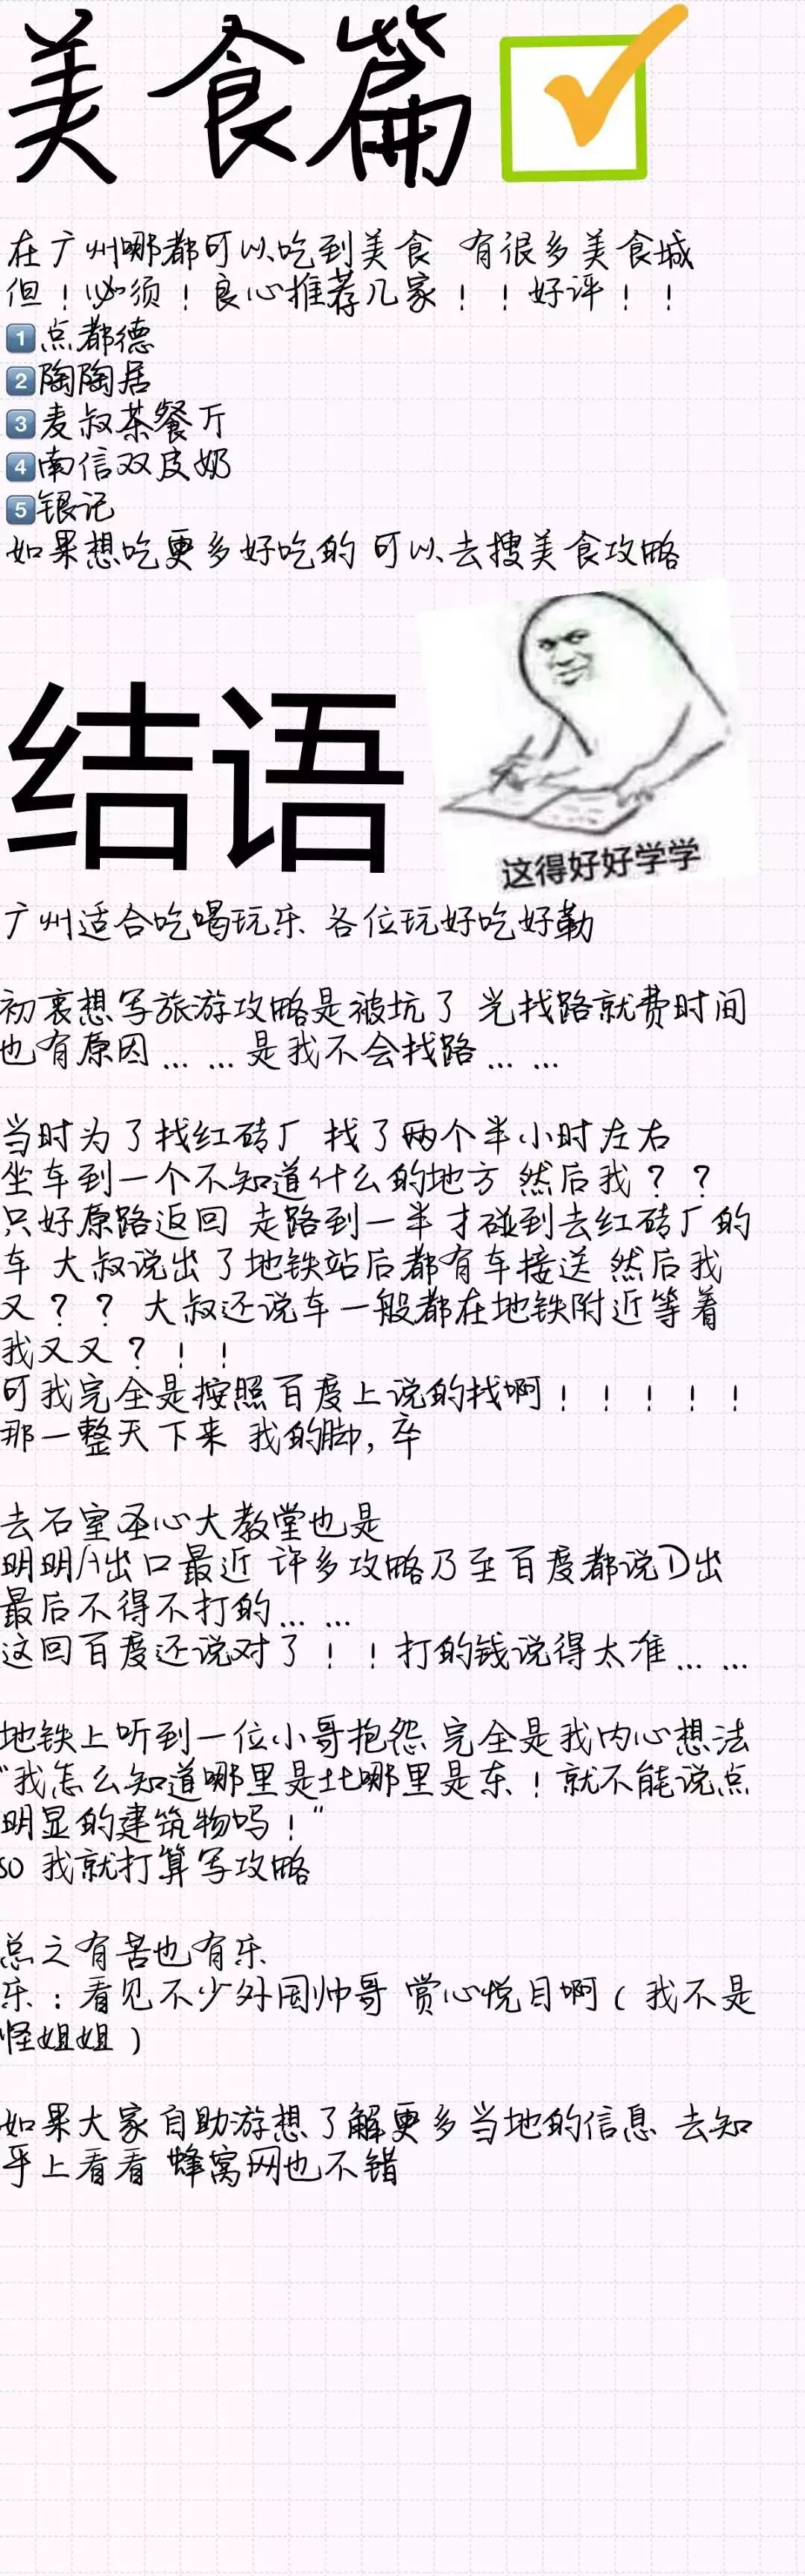 美食篇
在广州哪都可以吃到美食 有很多美食城
但！必须！良心推荐几家！！好评！！
1点都德
2陶陶居
3麦叔茶餐厅
4南信双皮奶
5银记
如果想吃更多好吃的 可以去搜美食攻略
结语
这得好好学学
广州适合吃喝玩乐 各位玩好吃好勒
初衷想写旅游攻略是被坑了 光找路就费时间
也有原因……是我不会找路……
当时为了找红砖厂 找了两个半小时左右
坐车到一个不知道什么的地方 然后我？？
只好原路返回 走路到一半才碰到去红砖厂的
车 大叔说出了地铁站后都有车接送 然后我
又？？ 大叔还说车一般都在地铁附近等着
我又又？！！
可我完全是按照百度上说的找啊！！！！！
那一整天下来 我的脚，卒
去石室圣心大教堂也是
明明A出口最近 许多攻略乃至百度都说D出
最后不得不打的……
这回百度还说对了！！打的钱说得太准……
地铁上听到一位小哥抱怨 完全是我内心想法
“我怎么知道哪里是北哪里是东！就不能说点
明显的建筑物吗！”
so 我就打算写攻略
总之有苦也有乐
乐：看见不少外国帅哥 赏心悦目啊（我不是
怪姐姐）
如果大家自助游想了解更多当地的信息 去知
乎上看看 蜂窝网也不错